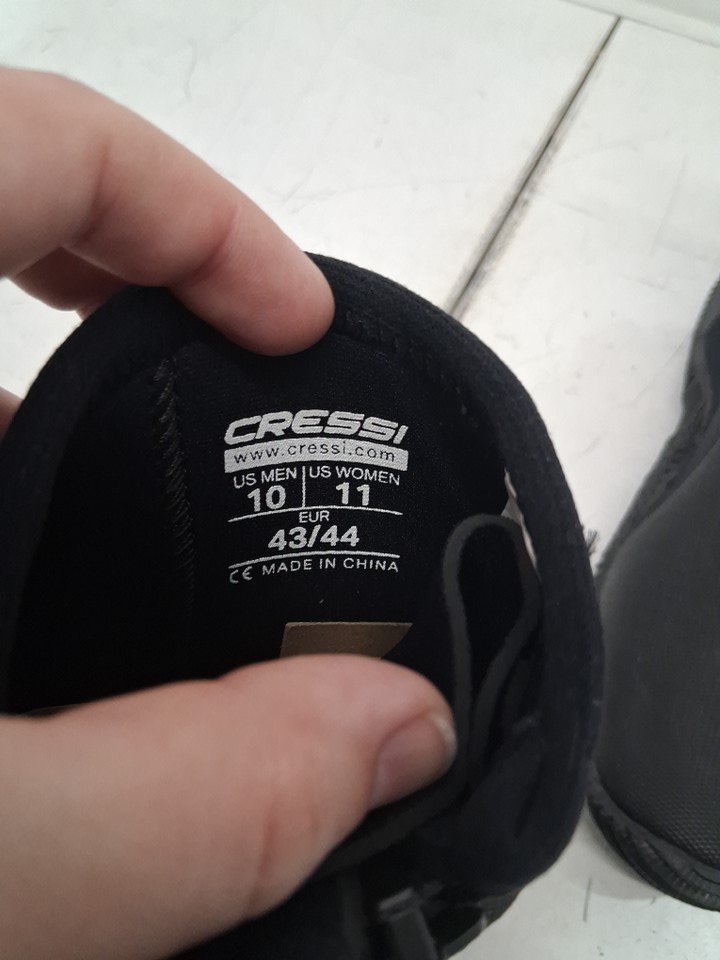 CRESSI
www.cressi.com
US MEN US WOMEN
10 11
EUR
43/44
CE MADE IN CHINA